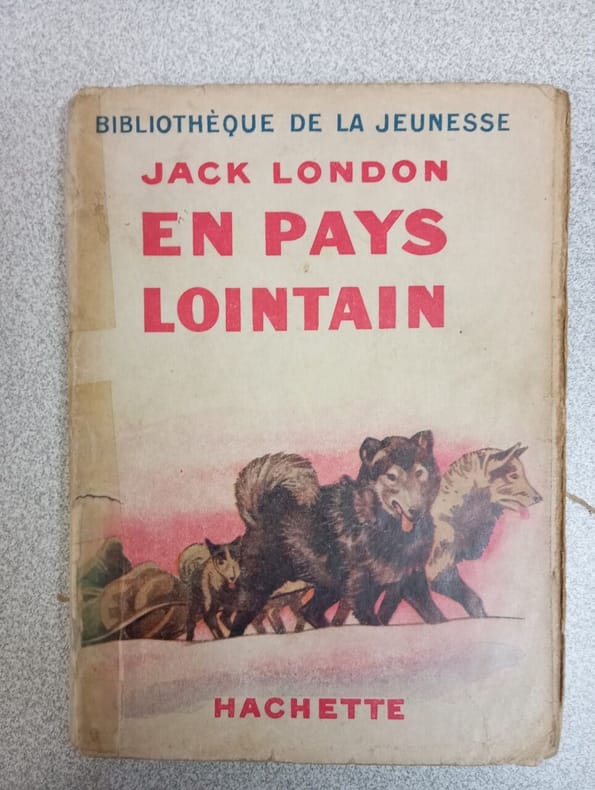 BIBLIOTHÈQUE DE LA JEUNESSE
JACK LONDON
EN PAYS
LOINTAIN
HACHETTE